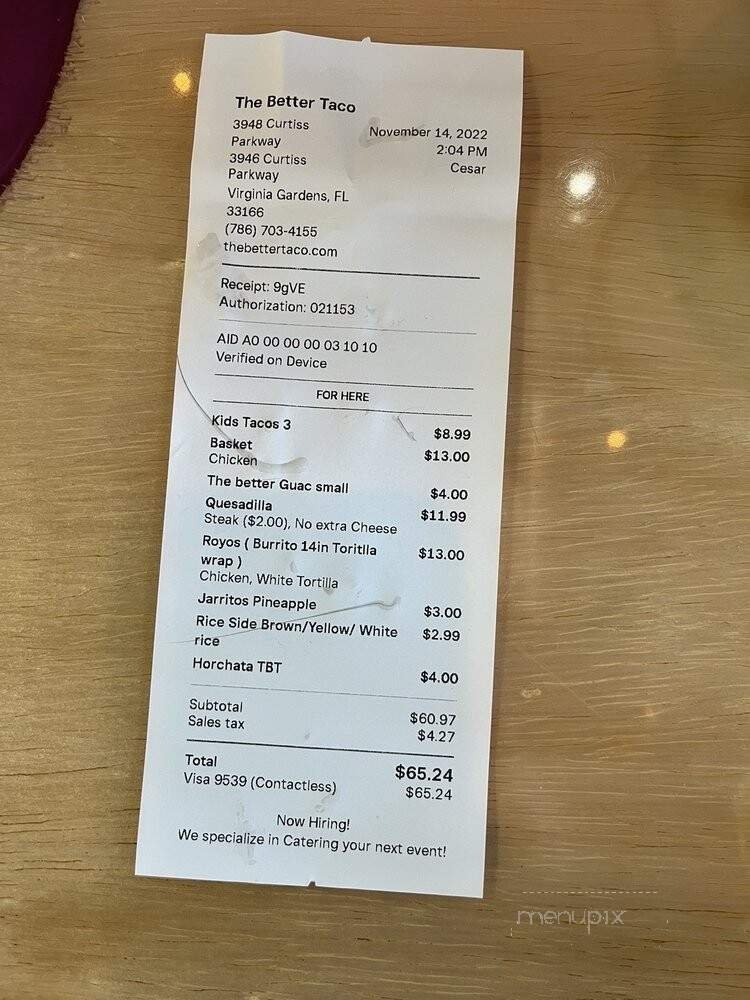 The Better Taco
3948 Curtiss
Parkway
3946 Curtiss
Parkway
Virginia Gardens, FL
33166
(786) 703-4155
thebettertaco.com
November 14, 2022
2:04 PM
Cesar
Receipt: 9gVE
Authorization: 021153
AID A0 00 00 00 03 10 10
Verified on Device
FOR HERE
Kids Tacos 3 $8.99
Basket $13.00
Chicken
The better Guac small $4.00
Quesadilla $11.99
Steak ($2.00), No extra Cheese
Royos ( Burrito 14in Toritlla $13.00
wrap )
Chicken, White Tortilla
Jarritos Pineapple $3.00
Rice Side Brown/Yellow/ White $2.99
rice
Horchata TBT $4.00
Subtotal $60.97
Sales tax $4.27
Total $65.24
Visa 9539 (Contactless) $65.24
Now Hiring!
We specialize in Catering your next event!
menupix